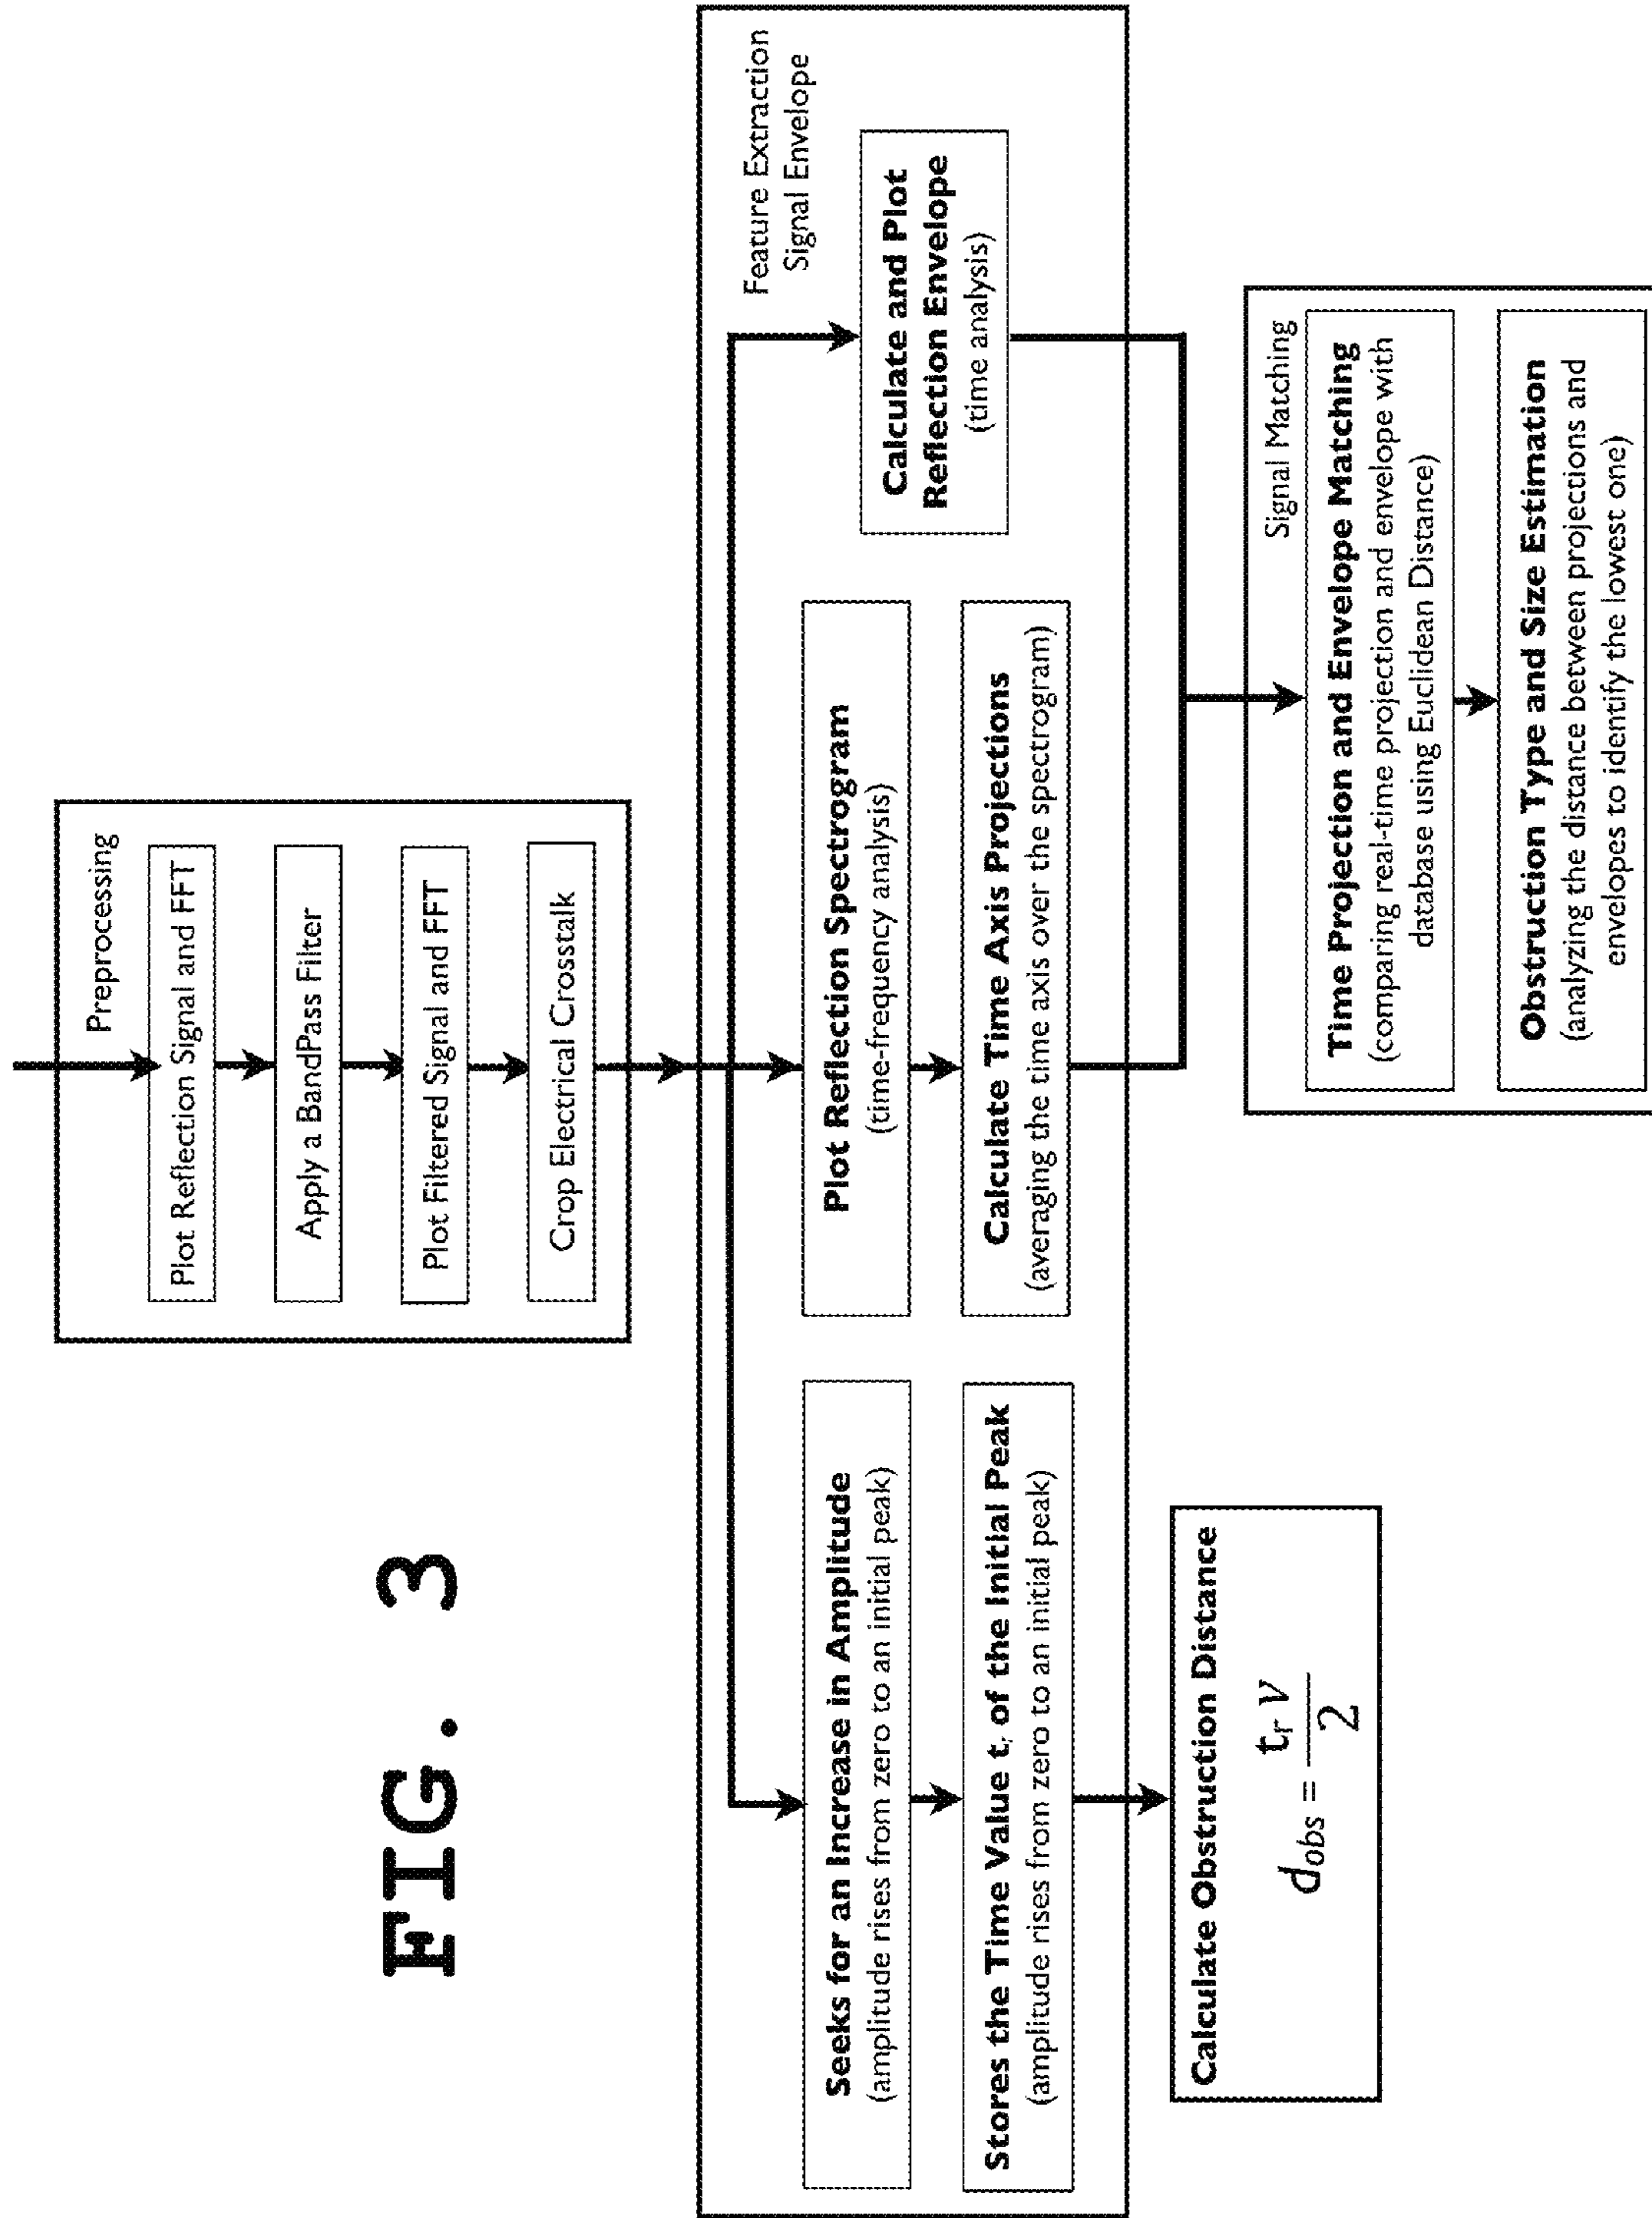 FIG. 3
Preprocessing
Plot Reflection Signal and FFT
Apply a BandPass Filter
Plot Filtered Signal and FFT
Crop Electrical Crosstalk
Feature Extraction
Signal Envelope
Seeks for an Increase in Amplitude
(amplitude rises from zero to an initial peak)
Stores the Time Value tᵣ of the Initial Peak
(amplitude rises from zero to an initial peak)
Plot Reflection Spectrogram
(time-frequency analysis)
Calculate Time Axis Projections
(averaging the time axis over the spectrogram)
Calculate and Plot
Reflection Envelope
(time analysis)
Calculate Obstruction Distance
d_obs = t_r v / 2
Signal Matching
Time Projection and Envelope Matching
(comparing real-time projection and envelope with
database using Euclidean Distance)
Obstruction Type and Size Estimation
(analyzing the distance between projections and
envelopes to identify the lowest one)